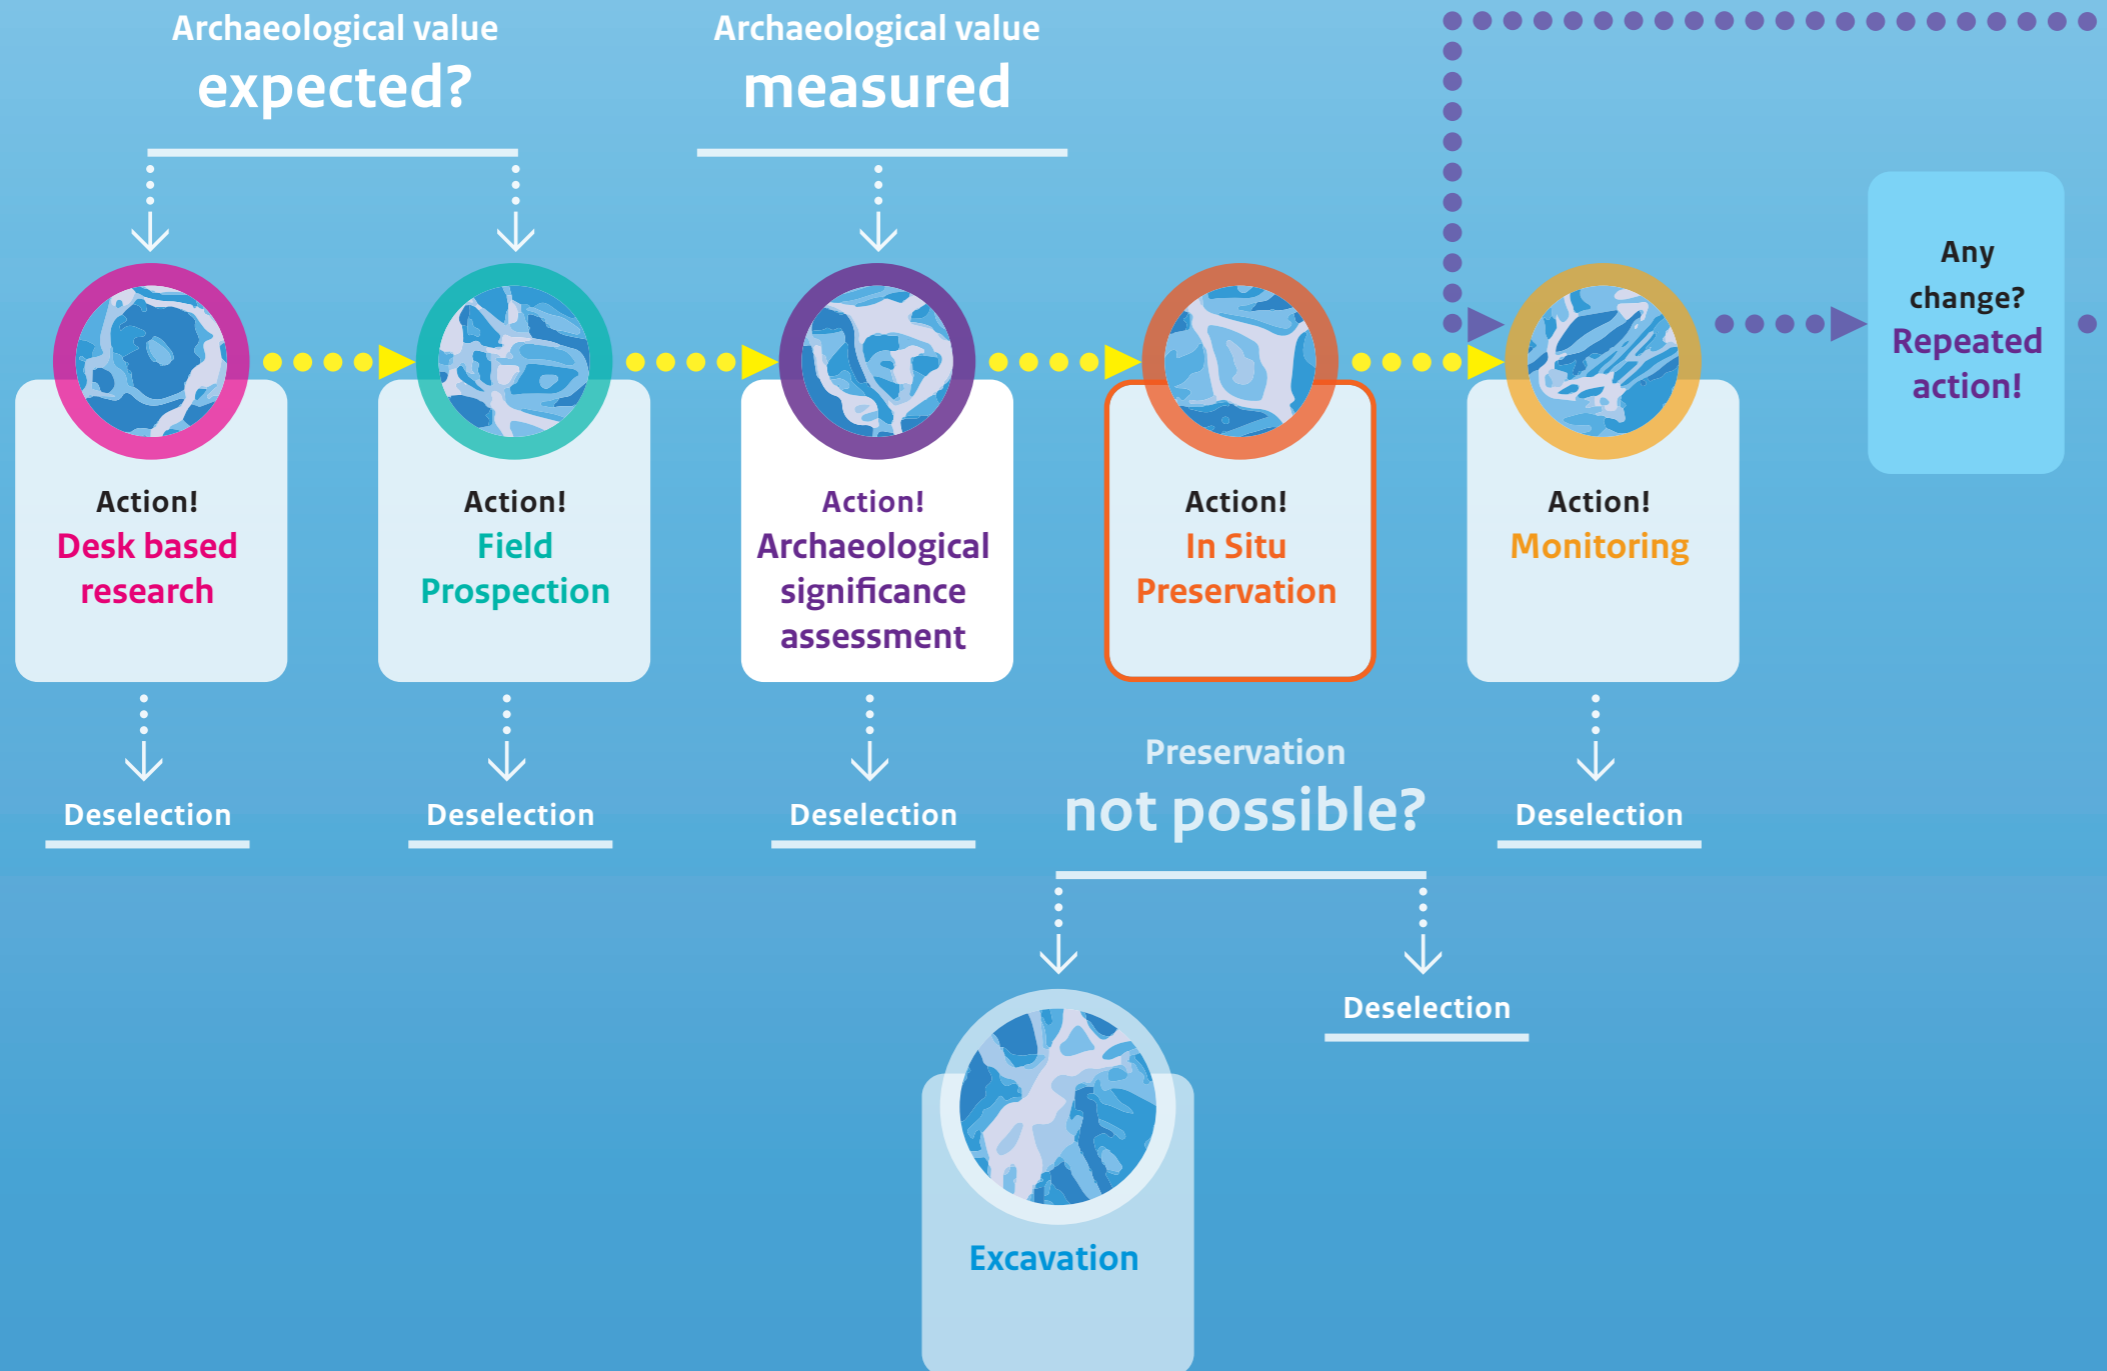 Archaeological value
expected?
Archaeological value
measured
Any
change?
Repeated
action!
Action!
Desk based
research
Action!
Field
Prospection
Action!
Archaeological
significance
assessment
Action!
In Situ
Preservation
Action!
Monitoring
Deselection
Deselection
Deselection
Preservation
not possible?
Deselection
Deselection
Excavation